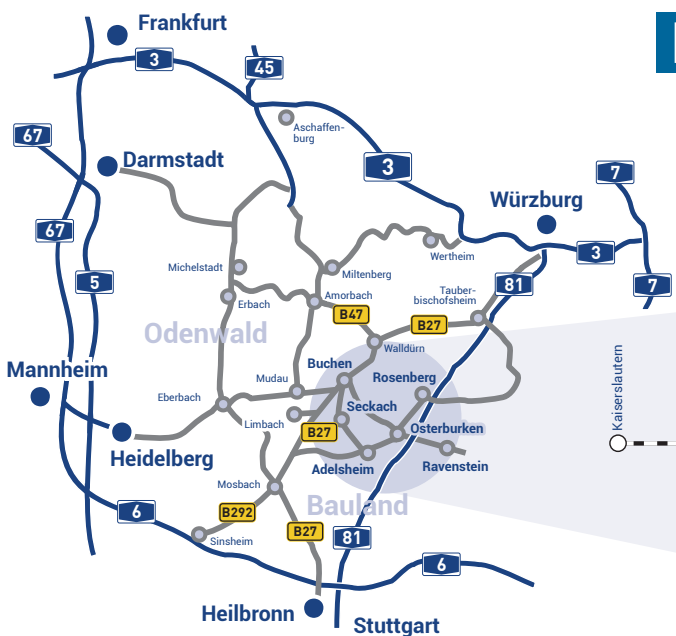 Frankfurt
3
45
Aschaffen-
burg
67
Darmstadt
3
7
Würzburg
67
Wertheim
3
Michelstadt
Miltenberg
5
81
7
Erbach
Amorbach
Tauber-
bischofsheim
B47
B27
Odenwald
Walldürn
Mannheim
Buchen
Kaiserslautern
Mudau
Rosenberg
Eberbach
Seckach
Limbach
B27
Osterburken
Heidelberg
Adelsheim
Ravenstein
Mosbach
Bauland
6
B292
B27
81
Sinsheim
6
Heilbronn
Stuttgart